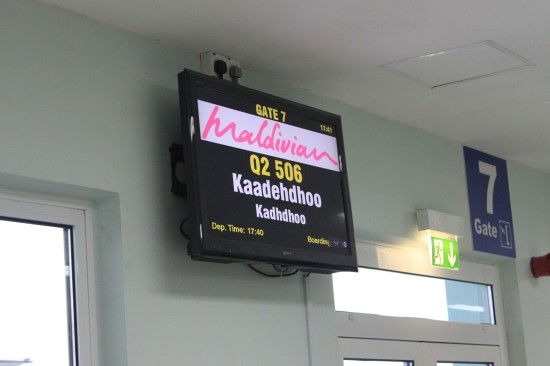 GATE 7
17:41
maldivian
Q2 506
Kaadehdhoo
Kadhdhoo
Dep. Time: 17:40
Boarding
7
Gate